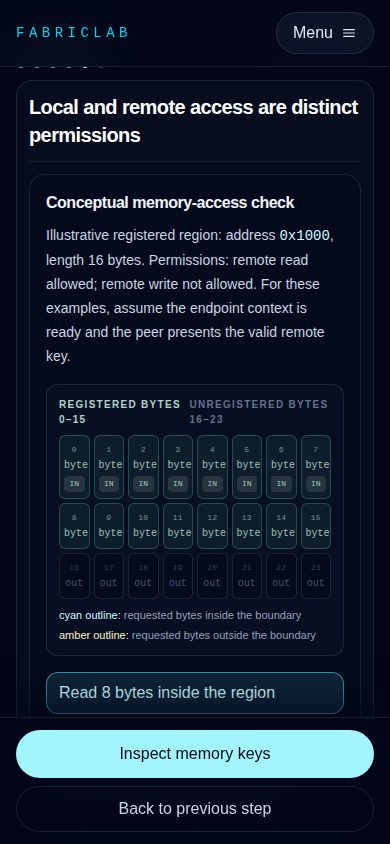 FABRICLAB
Menu
Local and remote access are distinct
permissions
Conceptual memory-access check
Illustrative registered region: address 0x1000,
length 16 bytes. Permissions: remote read
allowed; remote write not allowed. For these
examples, assume the endpoint context is
ready and the peer presents the valid remote
key.
REGISTERED BYTES UNREGISTERED BYTES
0–15 16–23
0 1 2 3 4 5 6 7
byte byte byte byte byte byte byte byte
IN IN IN IN IN IN IN IN
8 9 10 11 12 13 14 15
byte byte byte byte byte byte byte byte
16 17 18 19 20 21 22 23
out out out out out out out out
cyan outline: requested bytes inside the boundary
amber outline: requested bytes outside the boundary
Read 8 bytes inside the region
Inspect memory keys
Back to previous step